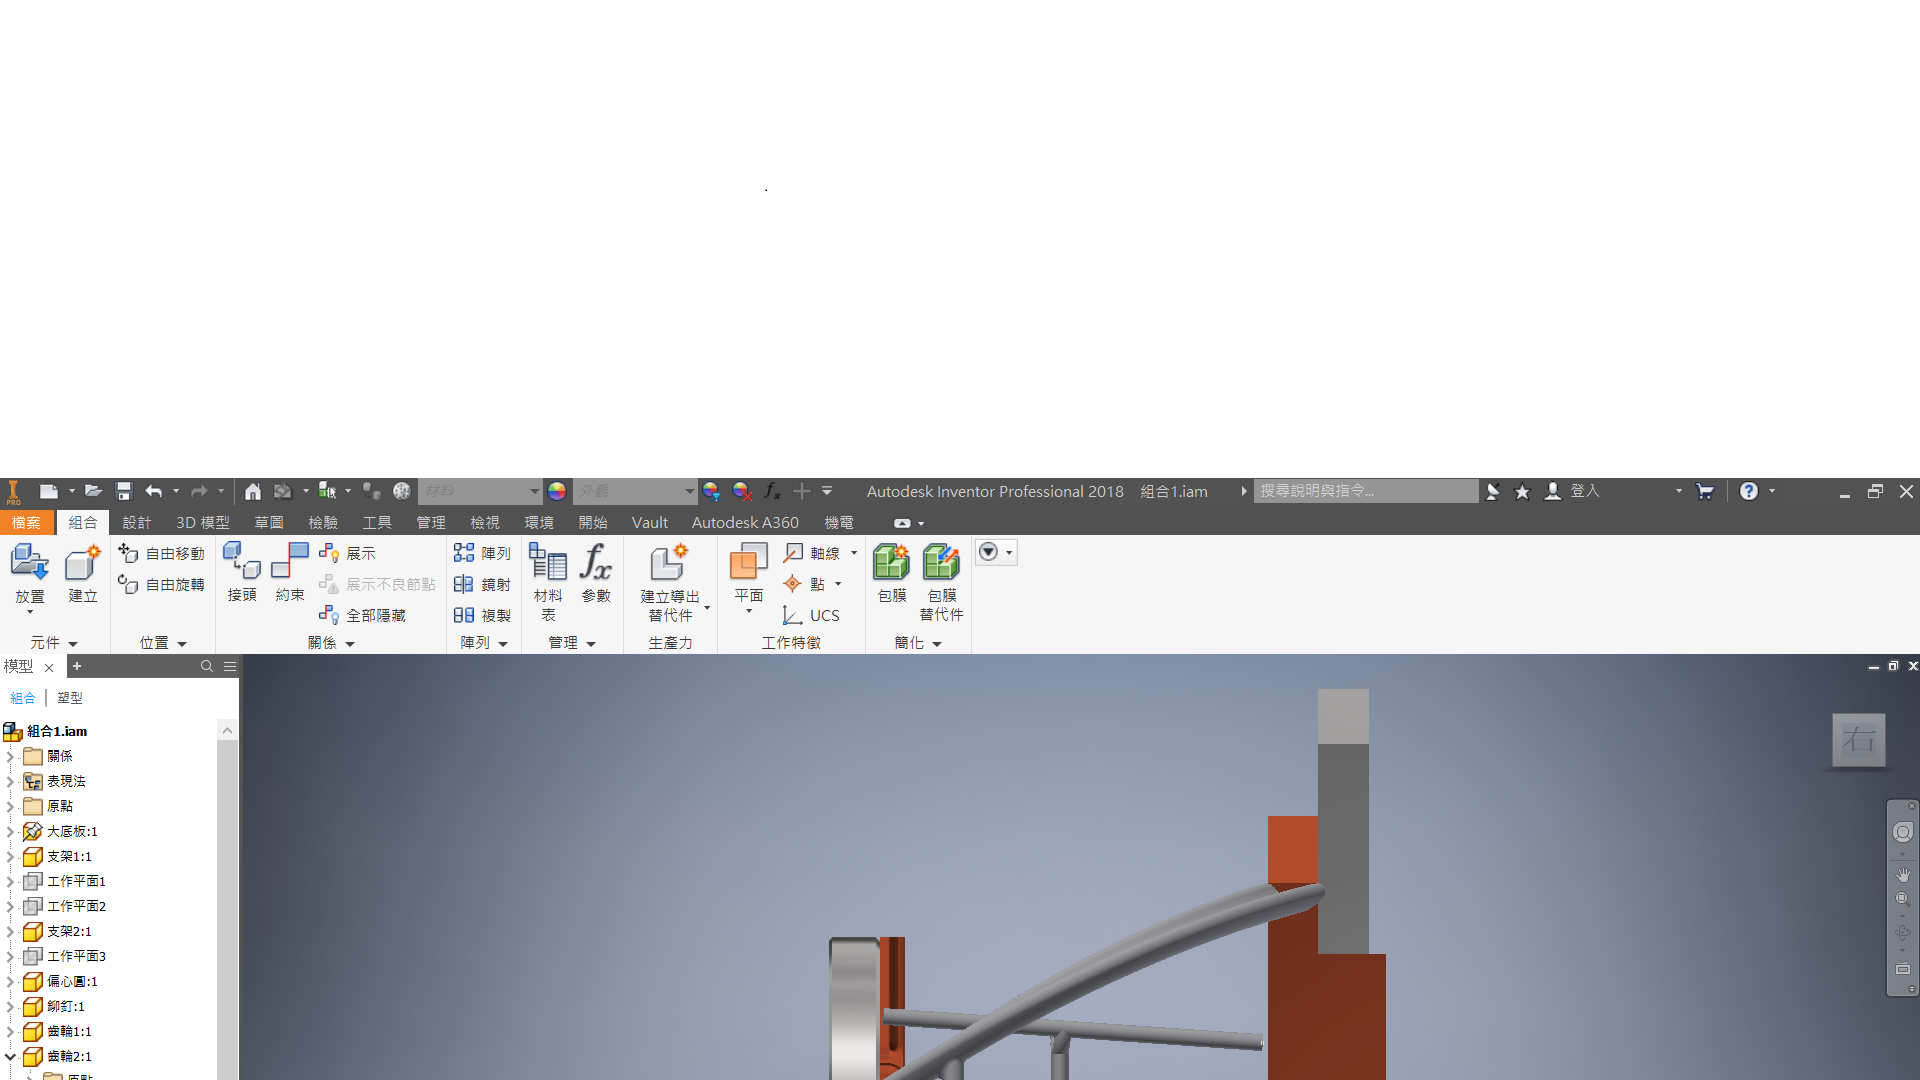 PRO 材料 外觀 Autodesk Inventor Professional 2018 組合1.iam 搜尋說明與指令... 登入
檔案 組合 設計 3D 模型 草圖 檢驗 工具 管理 檢視 環境 開始 Vault Autodesk A360 機電
放置
建立
自由移動
自由旋轉
接頭
約束
展示
展示不良節點
全部隱藏
陣列
鏡射
複製
材料
表
參數
建立導出
替代件
平面
軸線
點
UCS
包膜
包膜
替代件
元件 位置 關係 陣列 管理 生產力 工作特徵 簡化
模型
組合 塑型
組合1.iam
關係
表現法
原點
大底板:1
支架1:1
工作平面1
工作平面2
支架2:1
工作平面3
偏心圓:1
鉚釘:1
齒輪1:1
齒輪2:1
原點
右